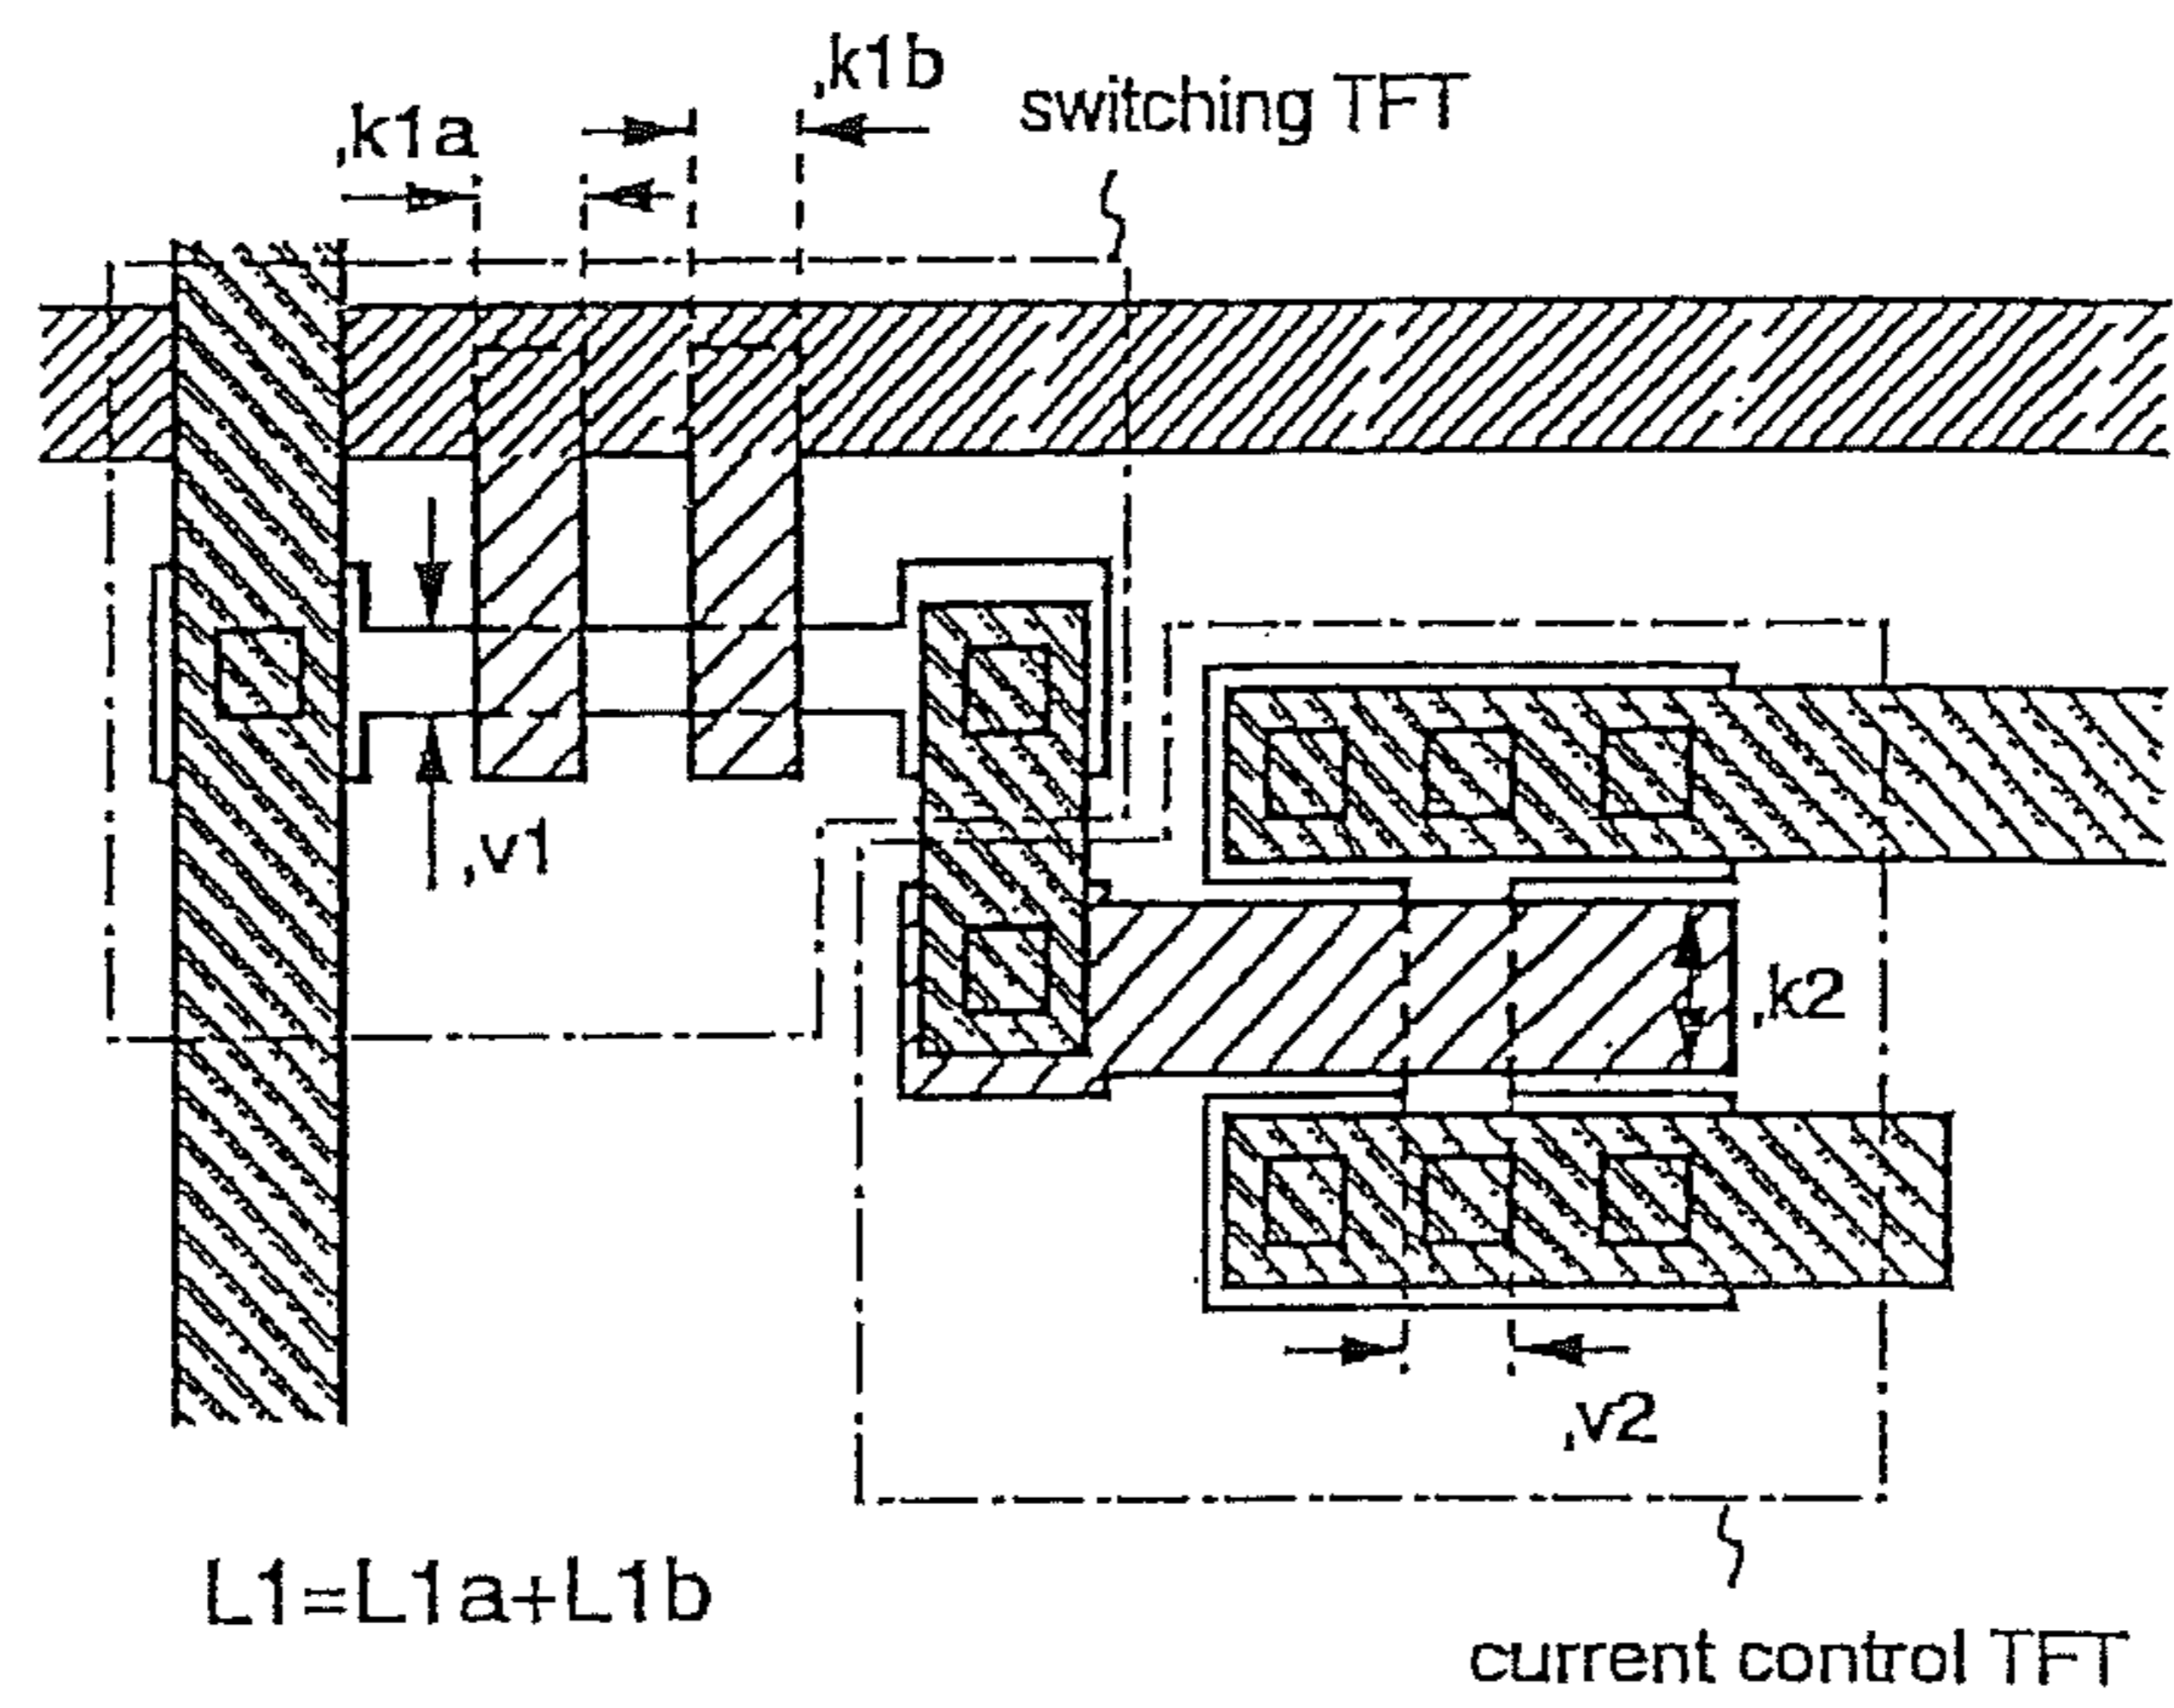 ,k1b
,k1a
switching TFT
,v1
,k2
,v2
L1=L1a+L1b
current control TFT